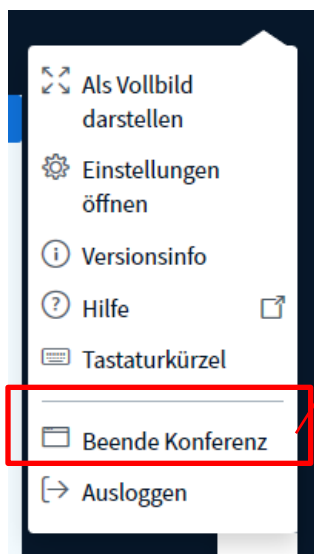 Als Vollbild
darstellen
Einstellungen
öffnen
Versionsinfo
Hilfe
Tastaturkürzel
Beende Konferenz
Ausloggen